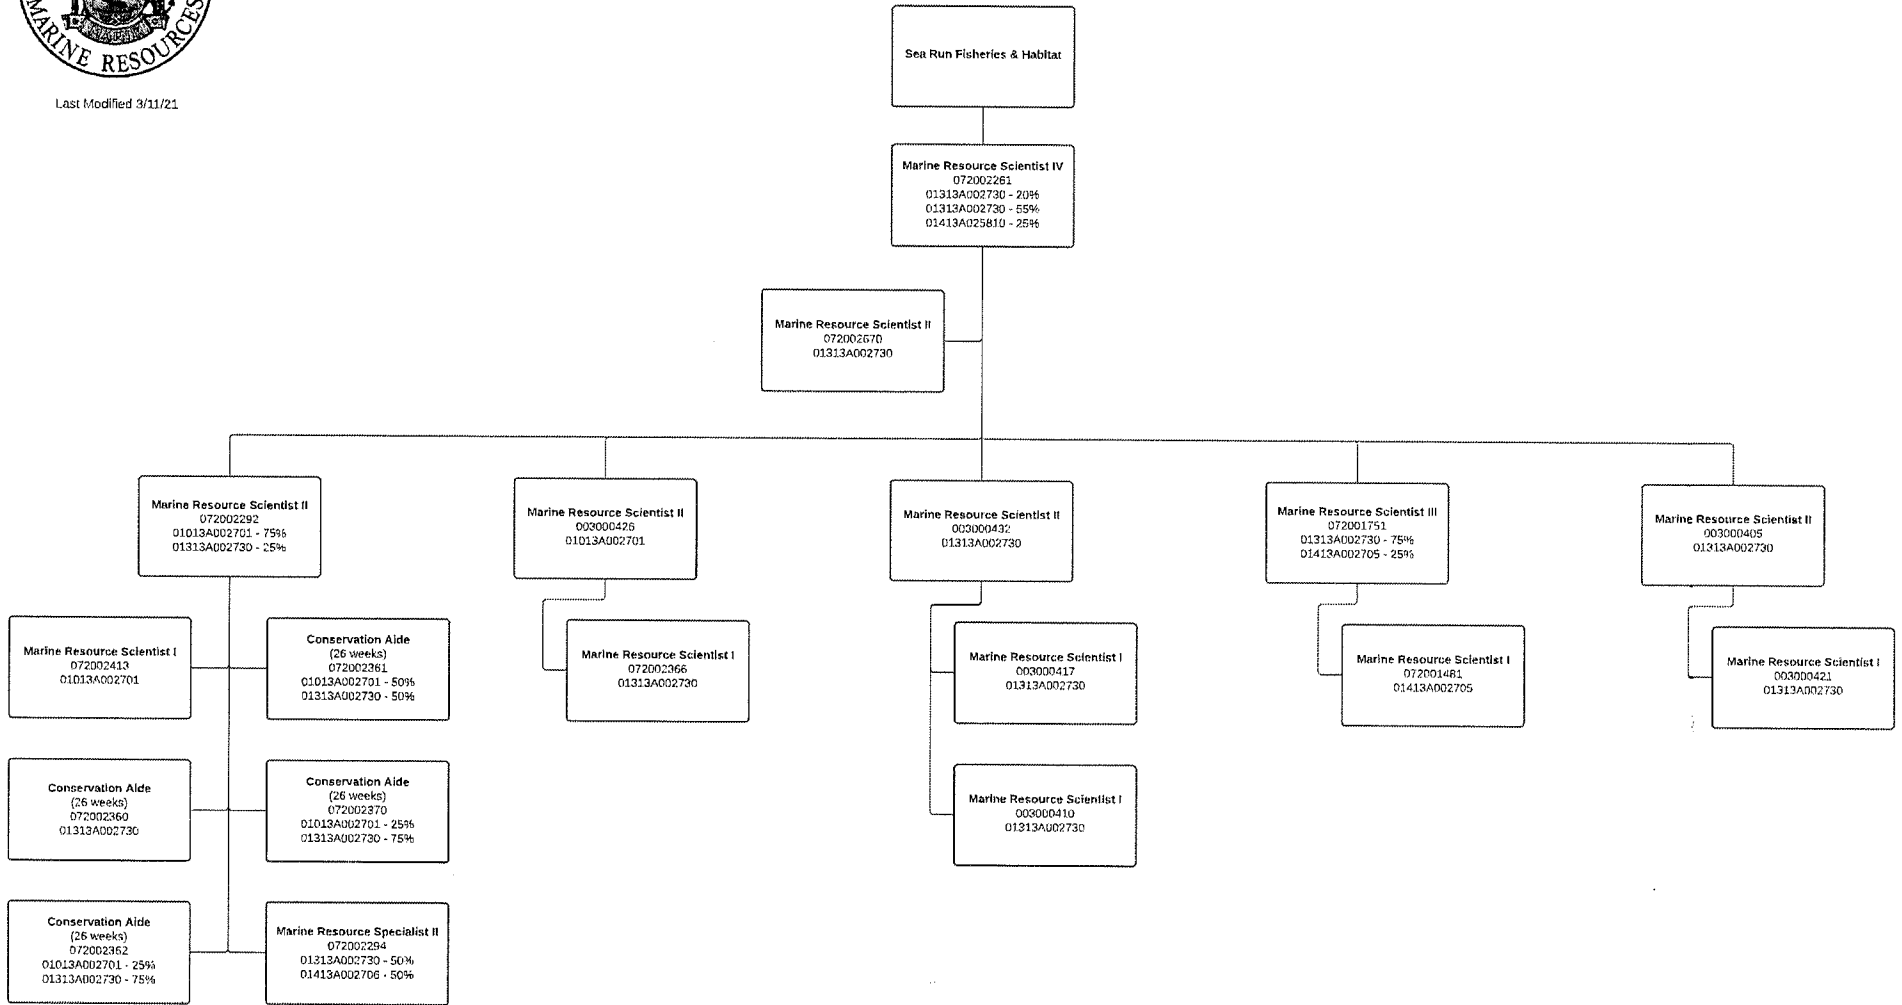 MARINE RESOURCES
Last Modified 3/11/21
Sea Run Fisheries & Habitat
Marine Resource Scientist IV
072002261
01313A002730 - 20%
01313A002730 - 55%
01413A025810 - 25%
Marine Resource Scientist II
072002670
01313A002730
Marine Resource Scientist II
072002292
01013A002701 - 75%
01313A002730 - 25%
Marine Resource Scientist II
003000426
01013A002701
Marine Resource Scientist II
003000432
01313A002730
Marine Resource Scientist III
072001751
01313A002730 - 75%
01413A002705 - 25%
Marine Resource Scientist II
003000405
01313A002730
Marine Resource Scientist I
072002413
01013A002701
Conservation Aide
(26 weeks)
072002361
01013A002701 - 50%
01313A002730 - 50%
Marine Resource Scientist I
072002366
01313A002730
Marine Resource Scientist I
003000417
01313A002730
Marine Resource Scientist I
072001481
01413A002705
Marine Resource Scientist I
003000421
01313A002730
Conservation Aide
(26 weeks)
072002360
01313A002730
Conservation Aide
(26 weeks)
072002370
01013A002701 - 25%
01313A002730 - 75%
Marine Resource Scientist I
003000410
01313A002730
Conservation Aide
(26 weeks)
072002362
01013A002701 - 25%
01313A002730 - 75%
Marine Resource Specialist II
072002294
01313A002730 - 50%
01413A002706 - 50%